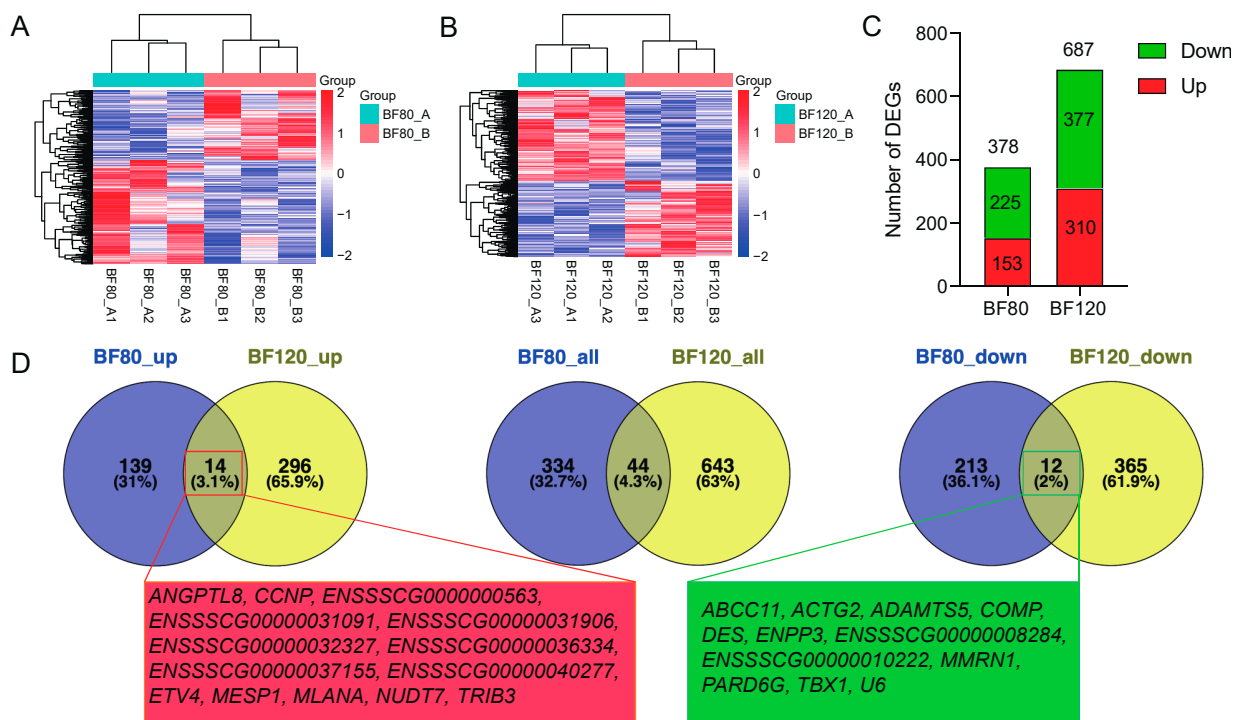 A
Group
2
1
0
−1
−2
Group
BF80_A
BF80_B
BF80_A1
BF80_A2
BF80_A3
BF80_B1
BF80_B2
BF80_B3
B
Group
2
1
0
−1
−2
Group
BF120_A
BF120_B
BF120_A3
BF120_A1
BF120_A2
BF120_B1
BF120_B2
BF120_B3
C
Number of DEGs
800
600
400
200
0
378
225
153
687
377
310
BF80
BF120
Down
Up
D
BF80_up
BF120_up
139
(31%)
14
(3.1%)
296
(65.9%)
BF80_all
BF120_all
334
(32.7%)
44
(4.3%)
643
(63%)
BF80_down
BF120_down
213
(36.1%)
12
(2%)
365
(61.9%)
ANGPTL8, CCNP, ENSSSCG0000000563,
ENSSSCG00000031091, ENSSSCG00000031906,
ENSSSCG00000032327, ENSSSCG00000036334,
ENSSSCG00000037155, ENSSSCG00000040277,
ETV4, MESP1, MLANA, NUDT7, TRIB3
ABCC11, ACTG2, ADAMTS5, COMP,
DES, ENPP3, ENSSSCG00000008284,
ENSSSCG00000010222, MMRN1,
PARD6G, TBX1, U6